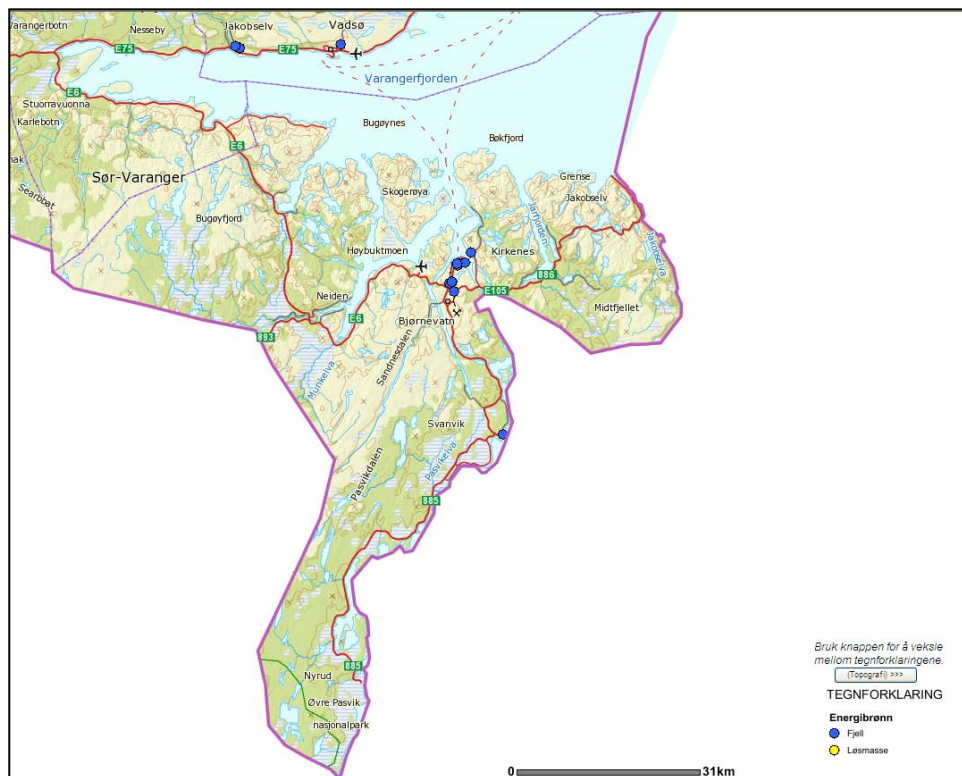 Varangerbotn
Nesseby
Jakobselv
Vadsø
E75
E75
E6
Varangerfjorden
Stuorravuonna
Karlebotn
Bugøynes
Bøkfjord
E6
Sør-Varanger
Searbbat
Skogerøya
Grense
Jakobselv
Bugøyfjord
Jarfjorden
Jakobselva
Høybuktmoen
Kirkenes
886
Neiden
E105
Midtfjellet
893
E6
Bjørnevatn
Munkelva
Sandnesdalen
Svanvik
Pasvikelva
Pasvikdalen
885
885
Nyrud
Øvre Pasvik
nasjonalpark
Bruk knappen for å veksle
mellom tegnforklaringene.
(Topografi) >>>
TEGNFORKLARING
Energibrønn
Fjell
Løsmasse
0 31km